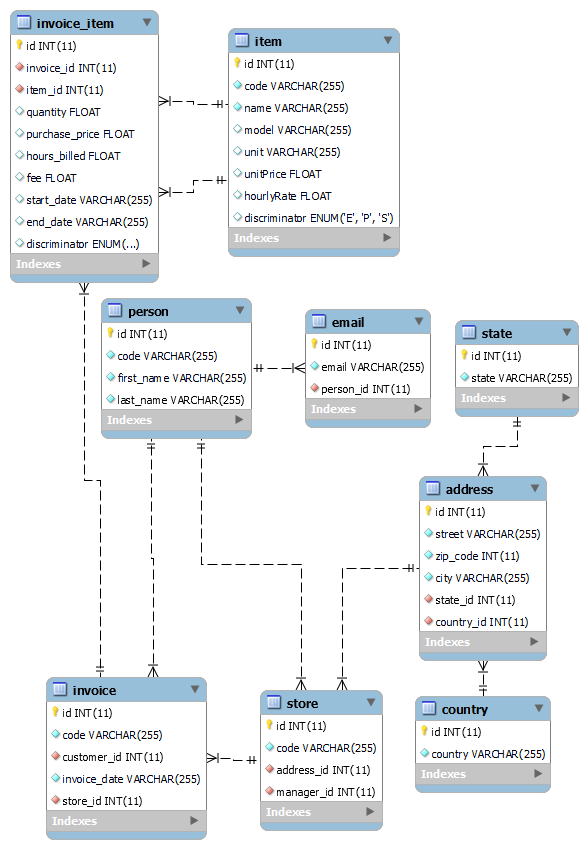 invoice_item
id INT(11)
invoice_id INT(11)
item_id INT(11)
quantity FLOAT
purchase_price FLOAT
hours_billed FLOAT
fee FLOAT
start_date VARCHAR(255)
end_date VARCHAR(255)
discriminator ENUM(...)
Indexes
item
id INT(11)
code VARCHAR(255)
name VARCHAR(255)
model VARCHAR(255)
unit VARCHAR(255)
unitPrice FLOAT
hourlyRate FLOAT
discriminator ENUM('E', 'P', 'S')
Indexes
person
id INT(11)
code VARCHAR(255)
first_name VARCHAR(255)
last_name VARCHAR(255)
Indexes
email
id INT(11)
email VARCHAR(255)
person_id INT(11)
Indexes
state
id INT(11)
state VARCHAR(255)
Indexes
address
id INT(11)
street VARCHAR(255)
zip_code INT(11)
city VARCHAR(255)
state_id INT(11)
country_id INT(11)
Indexes
invoice
id INT(11)
code VARCHAR(255)
customer_id INT(11)
invoice_date VARCHAR(255)
store_id INT(11)
Indexes
store
id INT(11)
code VARCHAR(255)
address_id INT(11)
manager_id INT(11)
Indexes
country
id INT(11)
country VARCHAR(255)
Indexes